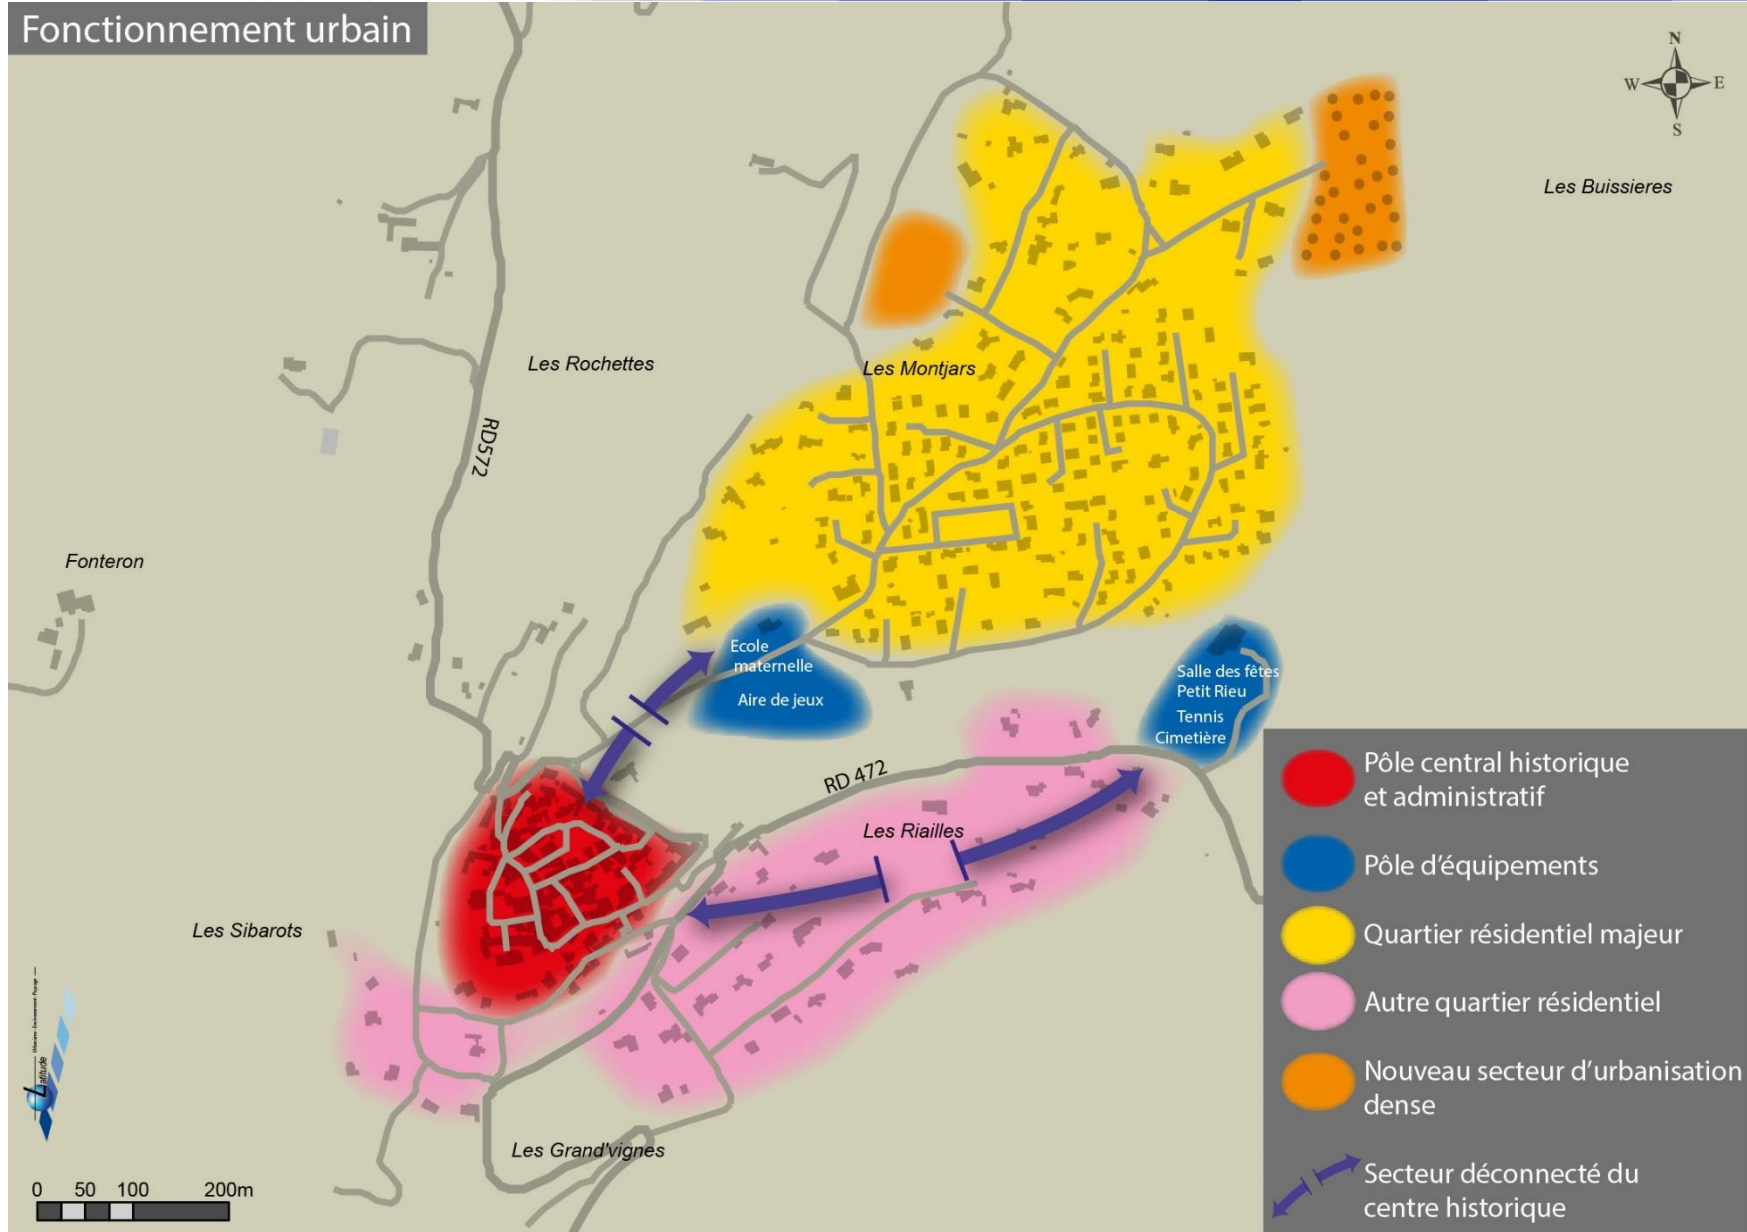 Fonctionnement urbain
N
W
E
S
Les Buissieres
Les Rochettes
Les Montjars
RD572
Fonteron
Ecole
maternelle
Aire de jeux
Salle des fêtes
Petit Rieu
Tennis
Cimetière
RD 472
Les Riailles
Les Sibarots
Les Grand'vignes
0 50 100 200m
Pôle central historique
et administratif
Pôle d'équipements
Quartier résidentiel majeur
Autre quartier résidentiel
Nouveau secteur d'urbanisation
dense
Secteur déconnecté du
centre historique